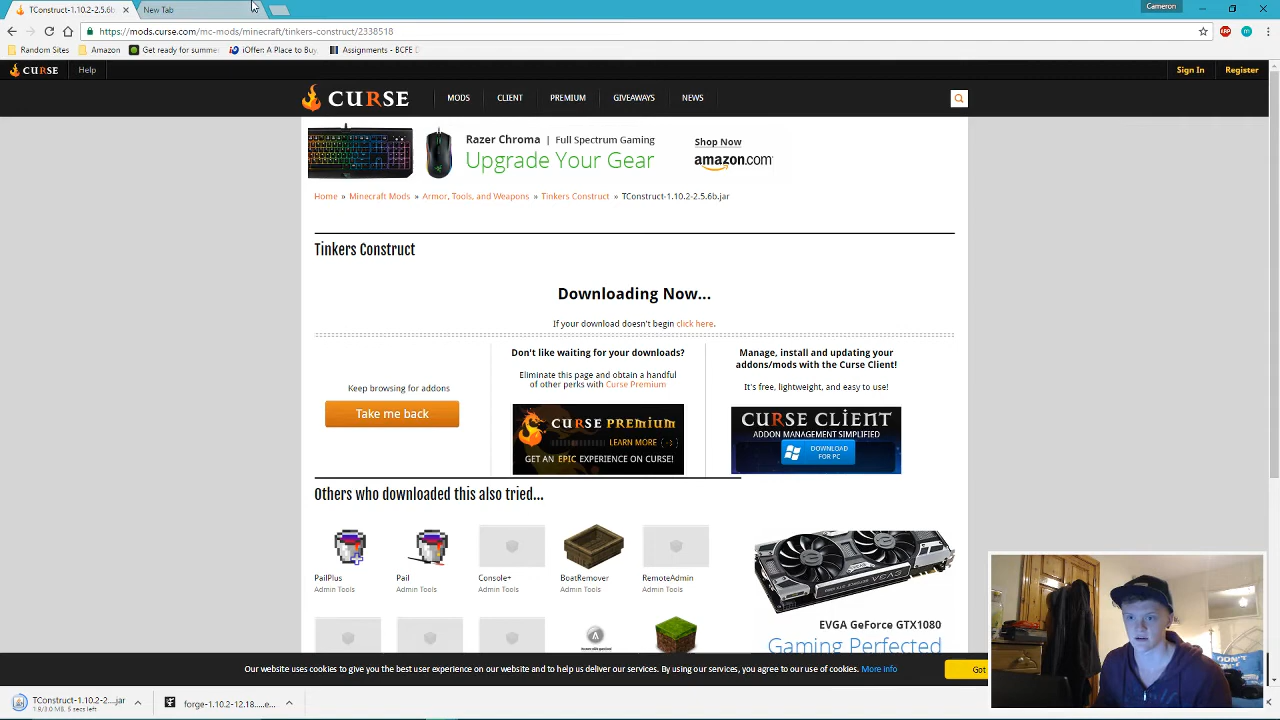 TConstruct-1.10.2-2.5.6b
New Tab
Cameron
https://mods.curse.com/mc-mods/minecraft/tinkers-construct/2338518
Random Sites
Amazon
Get ready for summer
iOffer: A Place to Buy
Assignments - BCFE
CURSE
Help
Sign In
Register
CURSE
MODS
CLIENT
PREMIUM
GIVEAWAYS
NEWS
Razer Chroma | Full Spectrum Gaming
Upgrade Your Gear
Shop Now
amazon.com
Home » Minecraft Mods » Armor, Tools, and Weapons » Tinkers Construct » TConstruct-1.10.2-2.5.6b.jar
Tinkers Construct
Downloading Now...
If your download doesn't begin click here.
Keep browsing for addons
Take me back
Don't like waiting for your downloads?
Eliminate this page and obtain a handful
of other perks with Curse Premium
CURSE PREMIUM
LEARN MORE
GET AN EPIC EXPERIENCE ON CURSE!
Manage, install and updating your
addons/mods with the Curse Client!
It's free, lightweight, and easy to use!
CURSE CLIENT
ADDON MANAGEMENT SIMPLIFIED
DOWNLOAD
FOR PC
Others who downloaded this also tried...
PailPlus
Admin Tools
Pail
Admin Tools
Console+
Admin Tools
BoatRemover
Admin Tools
RemoteAdmin
Admin Tools
EVGA GeForce GTX1080
Gaming Perfected
Our website uses cookies to give you the best user experience on our website and to help us deliver our services. By using our services, you agree to our use of cookies. More info
Got
TConstruct-1.10.2-2....jar
1.9/3.0 MB, 6 secs left
forge-1.10.2-12.18....e...